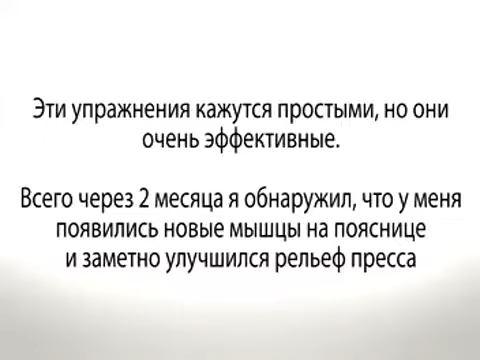 Эти упражнения кажутся простыми, но они
очень эффективные.
Всего через 2 месяца я обнаружил, что у меня
появились новые мышцы на пояснице
и заметно улучшился рельеф пресса